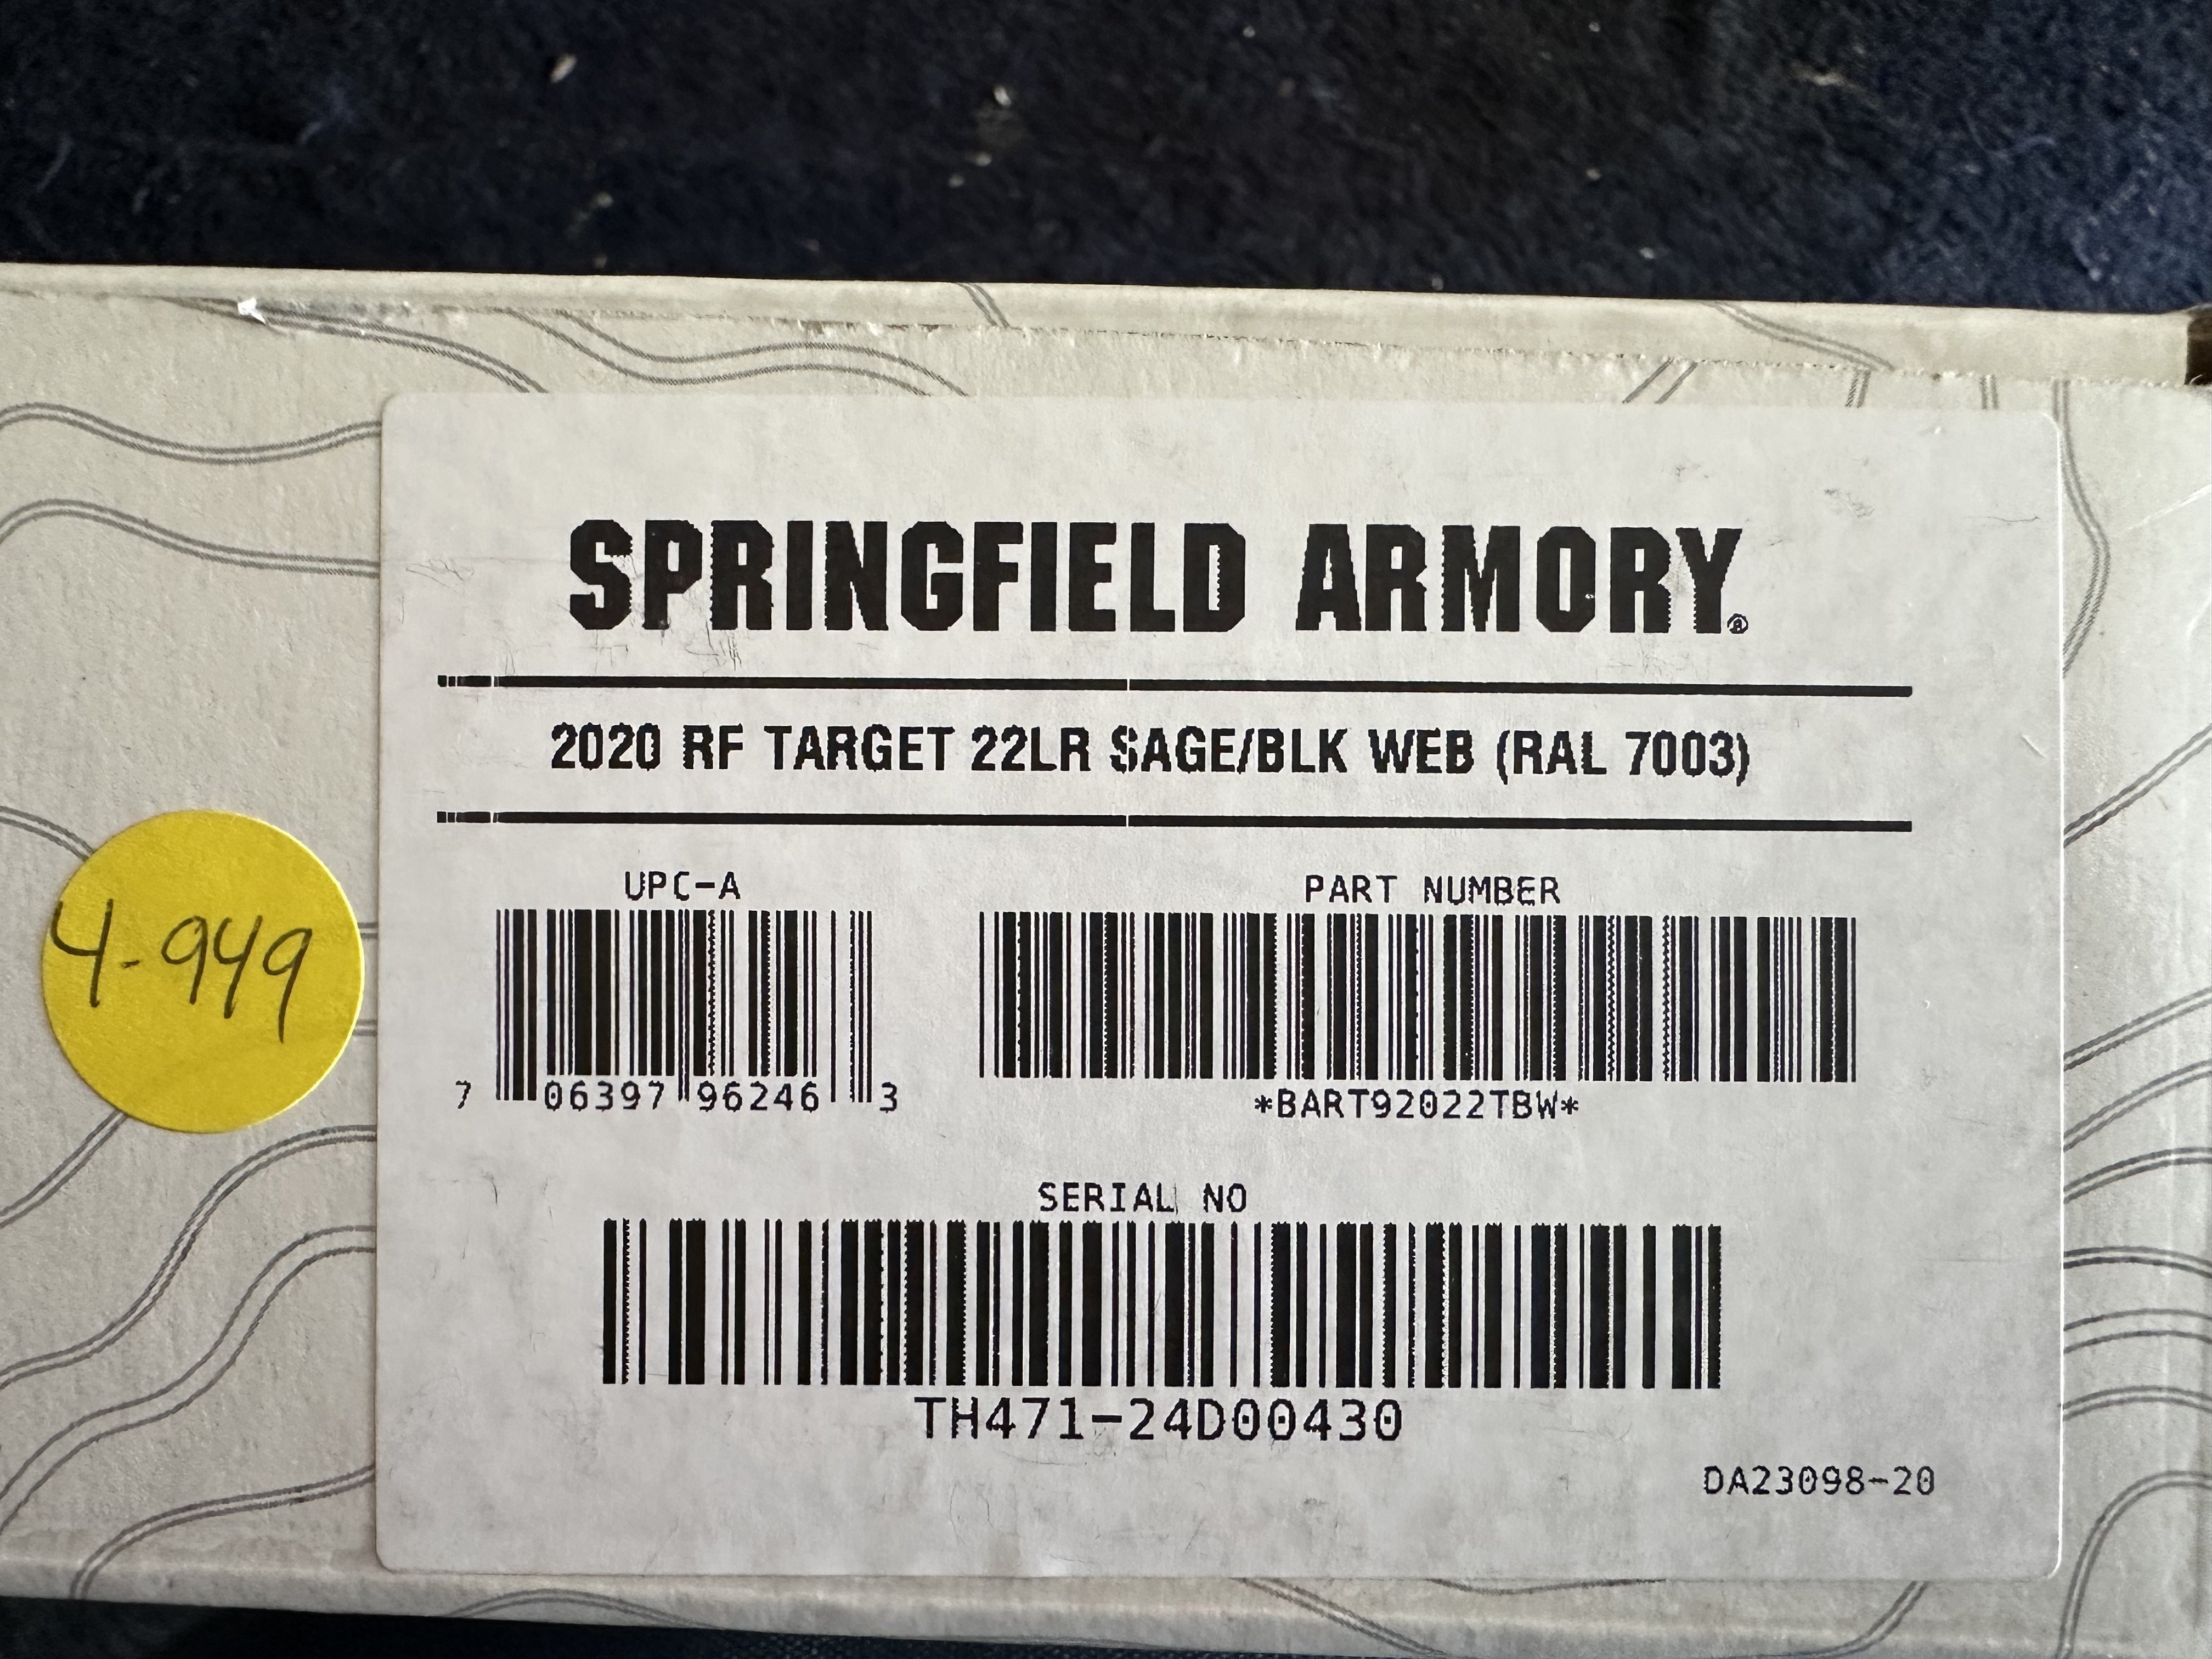 SPRINGFIELD ARMORY®
2020 RF TARGET 22LR SAGE/BLK WEB (RAL 7003)
UPC-A
7 06397 96246 3
PART NUMBER
*BART92022TBW*
4-949
SERIAL NO
TH471-24D00430
DA23098-20